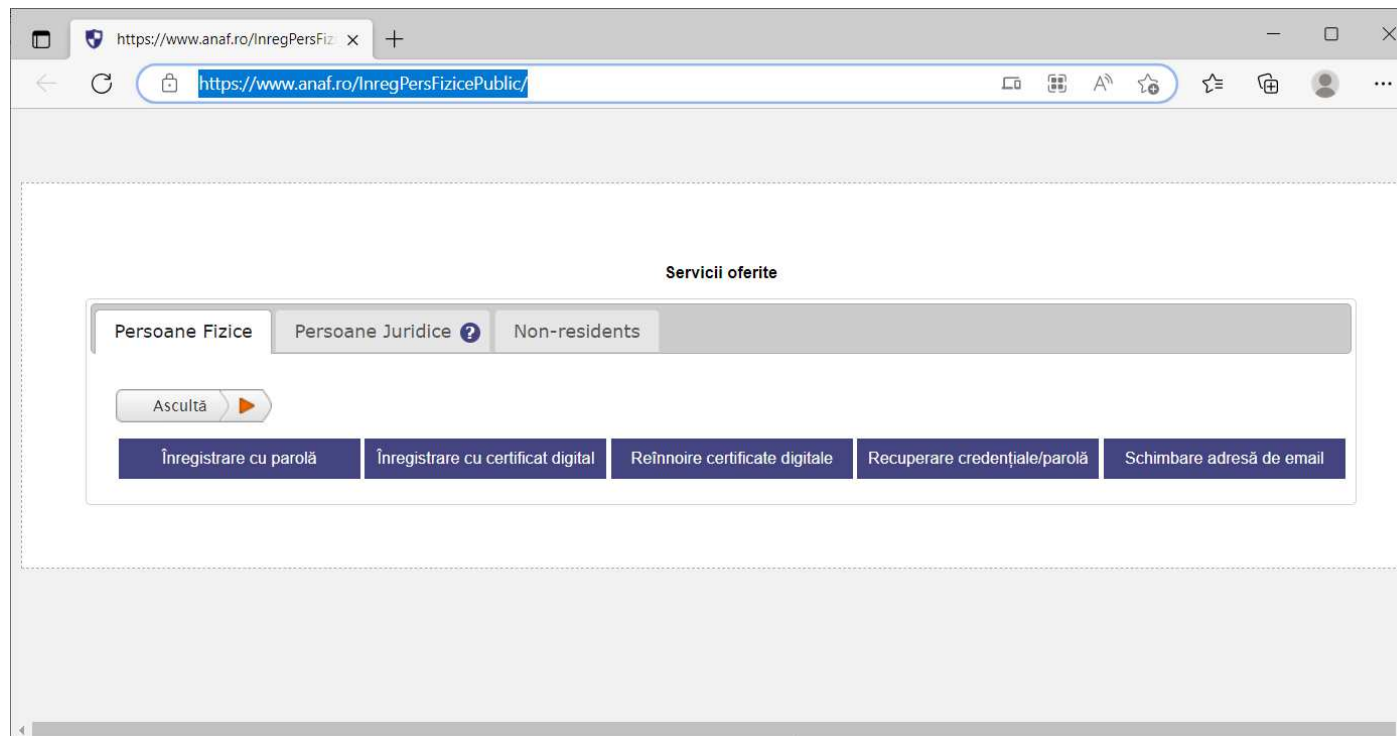 https://www.anaf.ro/InregPersFiz
https://www.anaf.ro/InregPersFizicePublic/
Servicii oferite
Persoane Fizice
Persoane Juridice ?
Non-residents
Ascultă
Înregistrare cu parolă
Înregistrare cu certificat digital
Reînnoire certificate digitale
Recuperare credențiale/parolă
Schimbare adresă de email